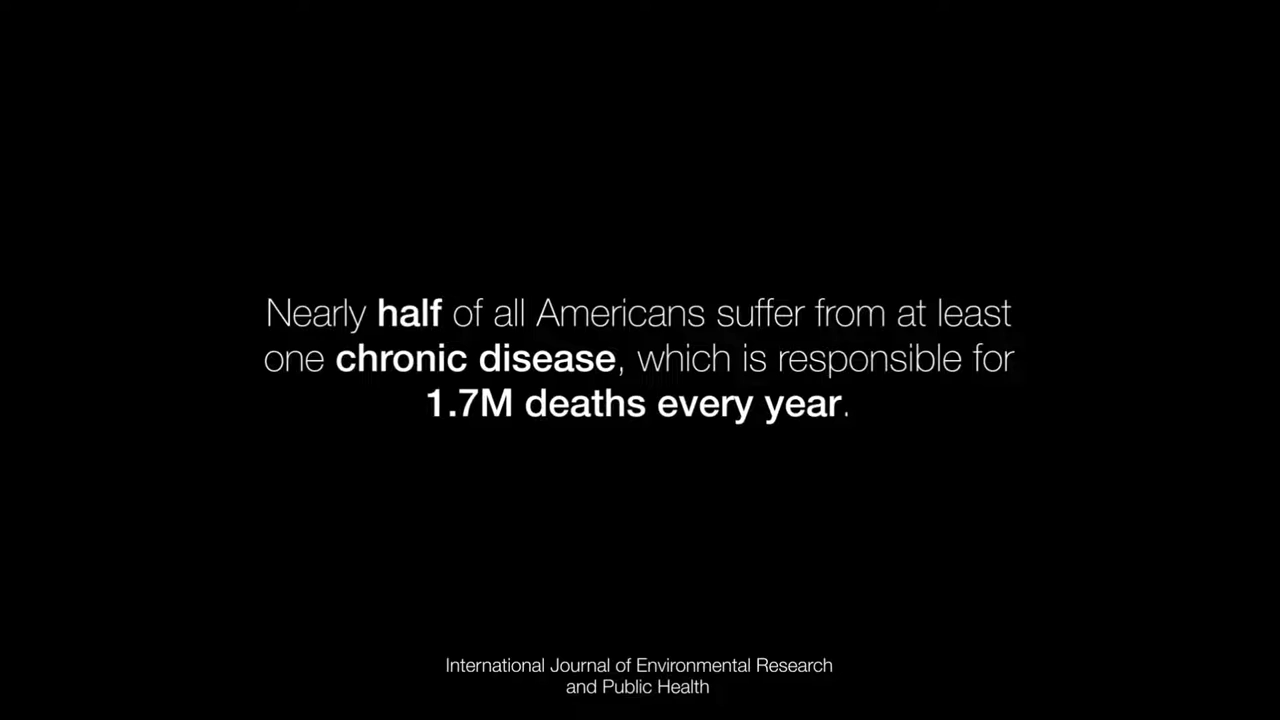 Nearly half of all Americans suffer from at least
one chronic disease, which is responsible for
1.7M deaths every year.
International Journal of Environmental Research
and Public Health